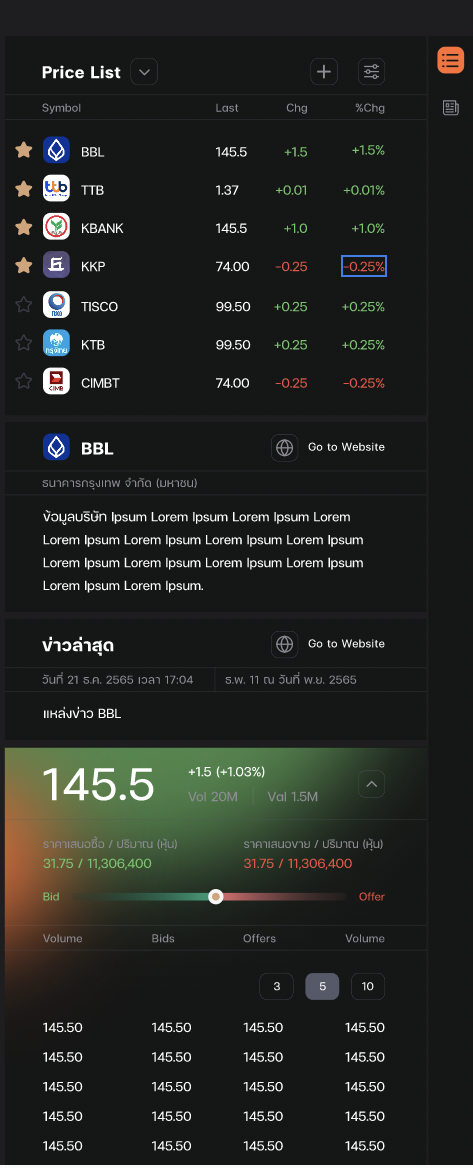 Price List
Symbol Last Chg %Chg
BBL 145.5 +1.5 +1.5%
ttb TTB 1.37 +0.01 +0.01%
KBANK 145.5 +1.0 +1.0%
KKP 74.00 -0.25 -0.25%
TISCO 99.50 +0.25 +0.25%
กรุงไทย KTB 99.50 +0.25 +0.25%
CIMB CIMBT 74.00 -0.25 -0.25%
BBL Go to Website
ธนาคารกรุงเทพ จำกัด (มหาชน)
ข้อมูลบริษัท Ipsum Lorem Ipsum Lorem Ipsum Lorem
Lorem Ipsum Lorem Ipsum Lorem Ipsum Lorem Ipsum
Lorem Ipsum Lorem Ipsum Lorem Ipsum Lorem Ipsum
Lorem Ipsum Lorem Ipsum.
ข่าวล่าสุด Go to Website
วันที่ 21 ธ.ค. 2565 เวลา 17:04 ธ.พ. 11 ณ วันที่ พ.ย. 2565
แหล่งข่าว BBL
145.5 +1.5 (+1.03%)
Vol 20M Val 1.5M
ราคาเสนอซื้อ / ปริมาณ (หุ้น) ราคาเสนอขาย / ปริมาณ (หุ้น)
31.75 / 11,306,400 31.75 / 11,306,400
Bid Offer
Volume Bids Offers Volume
3 5 10
145.50 145.50 145.50 145.50
145.50 145.50 145.50 145.50
145.50 145.50 145.50 145.50
145.50 145.50 145.50 145.50
145.50 145.50 145.50 145.50